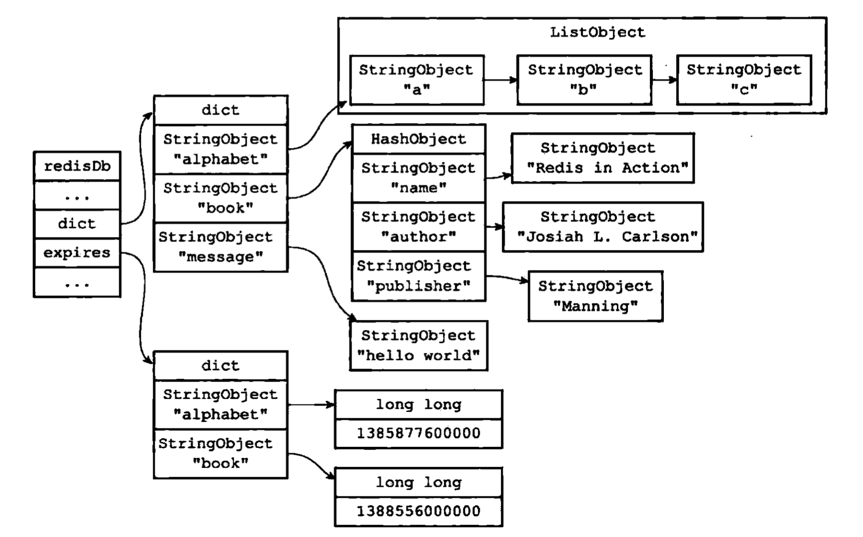 redisDb
...
dict
expires
...
dict
StringObject
"alphabet"
StringObject
"book"
StringObject
"message"
ListObject
StringObject
"a"
StringObject
"b"
StringObject
"c"
HashObject
StringObject
"name"
StringObject
"author"
StringObject
"publisher"
StringObject
"Redis in Action"
StringObject
"Josiah L. Carlson"
StringObject
"Manning"
StringObject
"hello world"
dict
StringObject
"alphabet"
StringObject
"book"
long long
1385877600000
long long
1388556000000